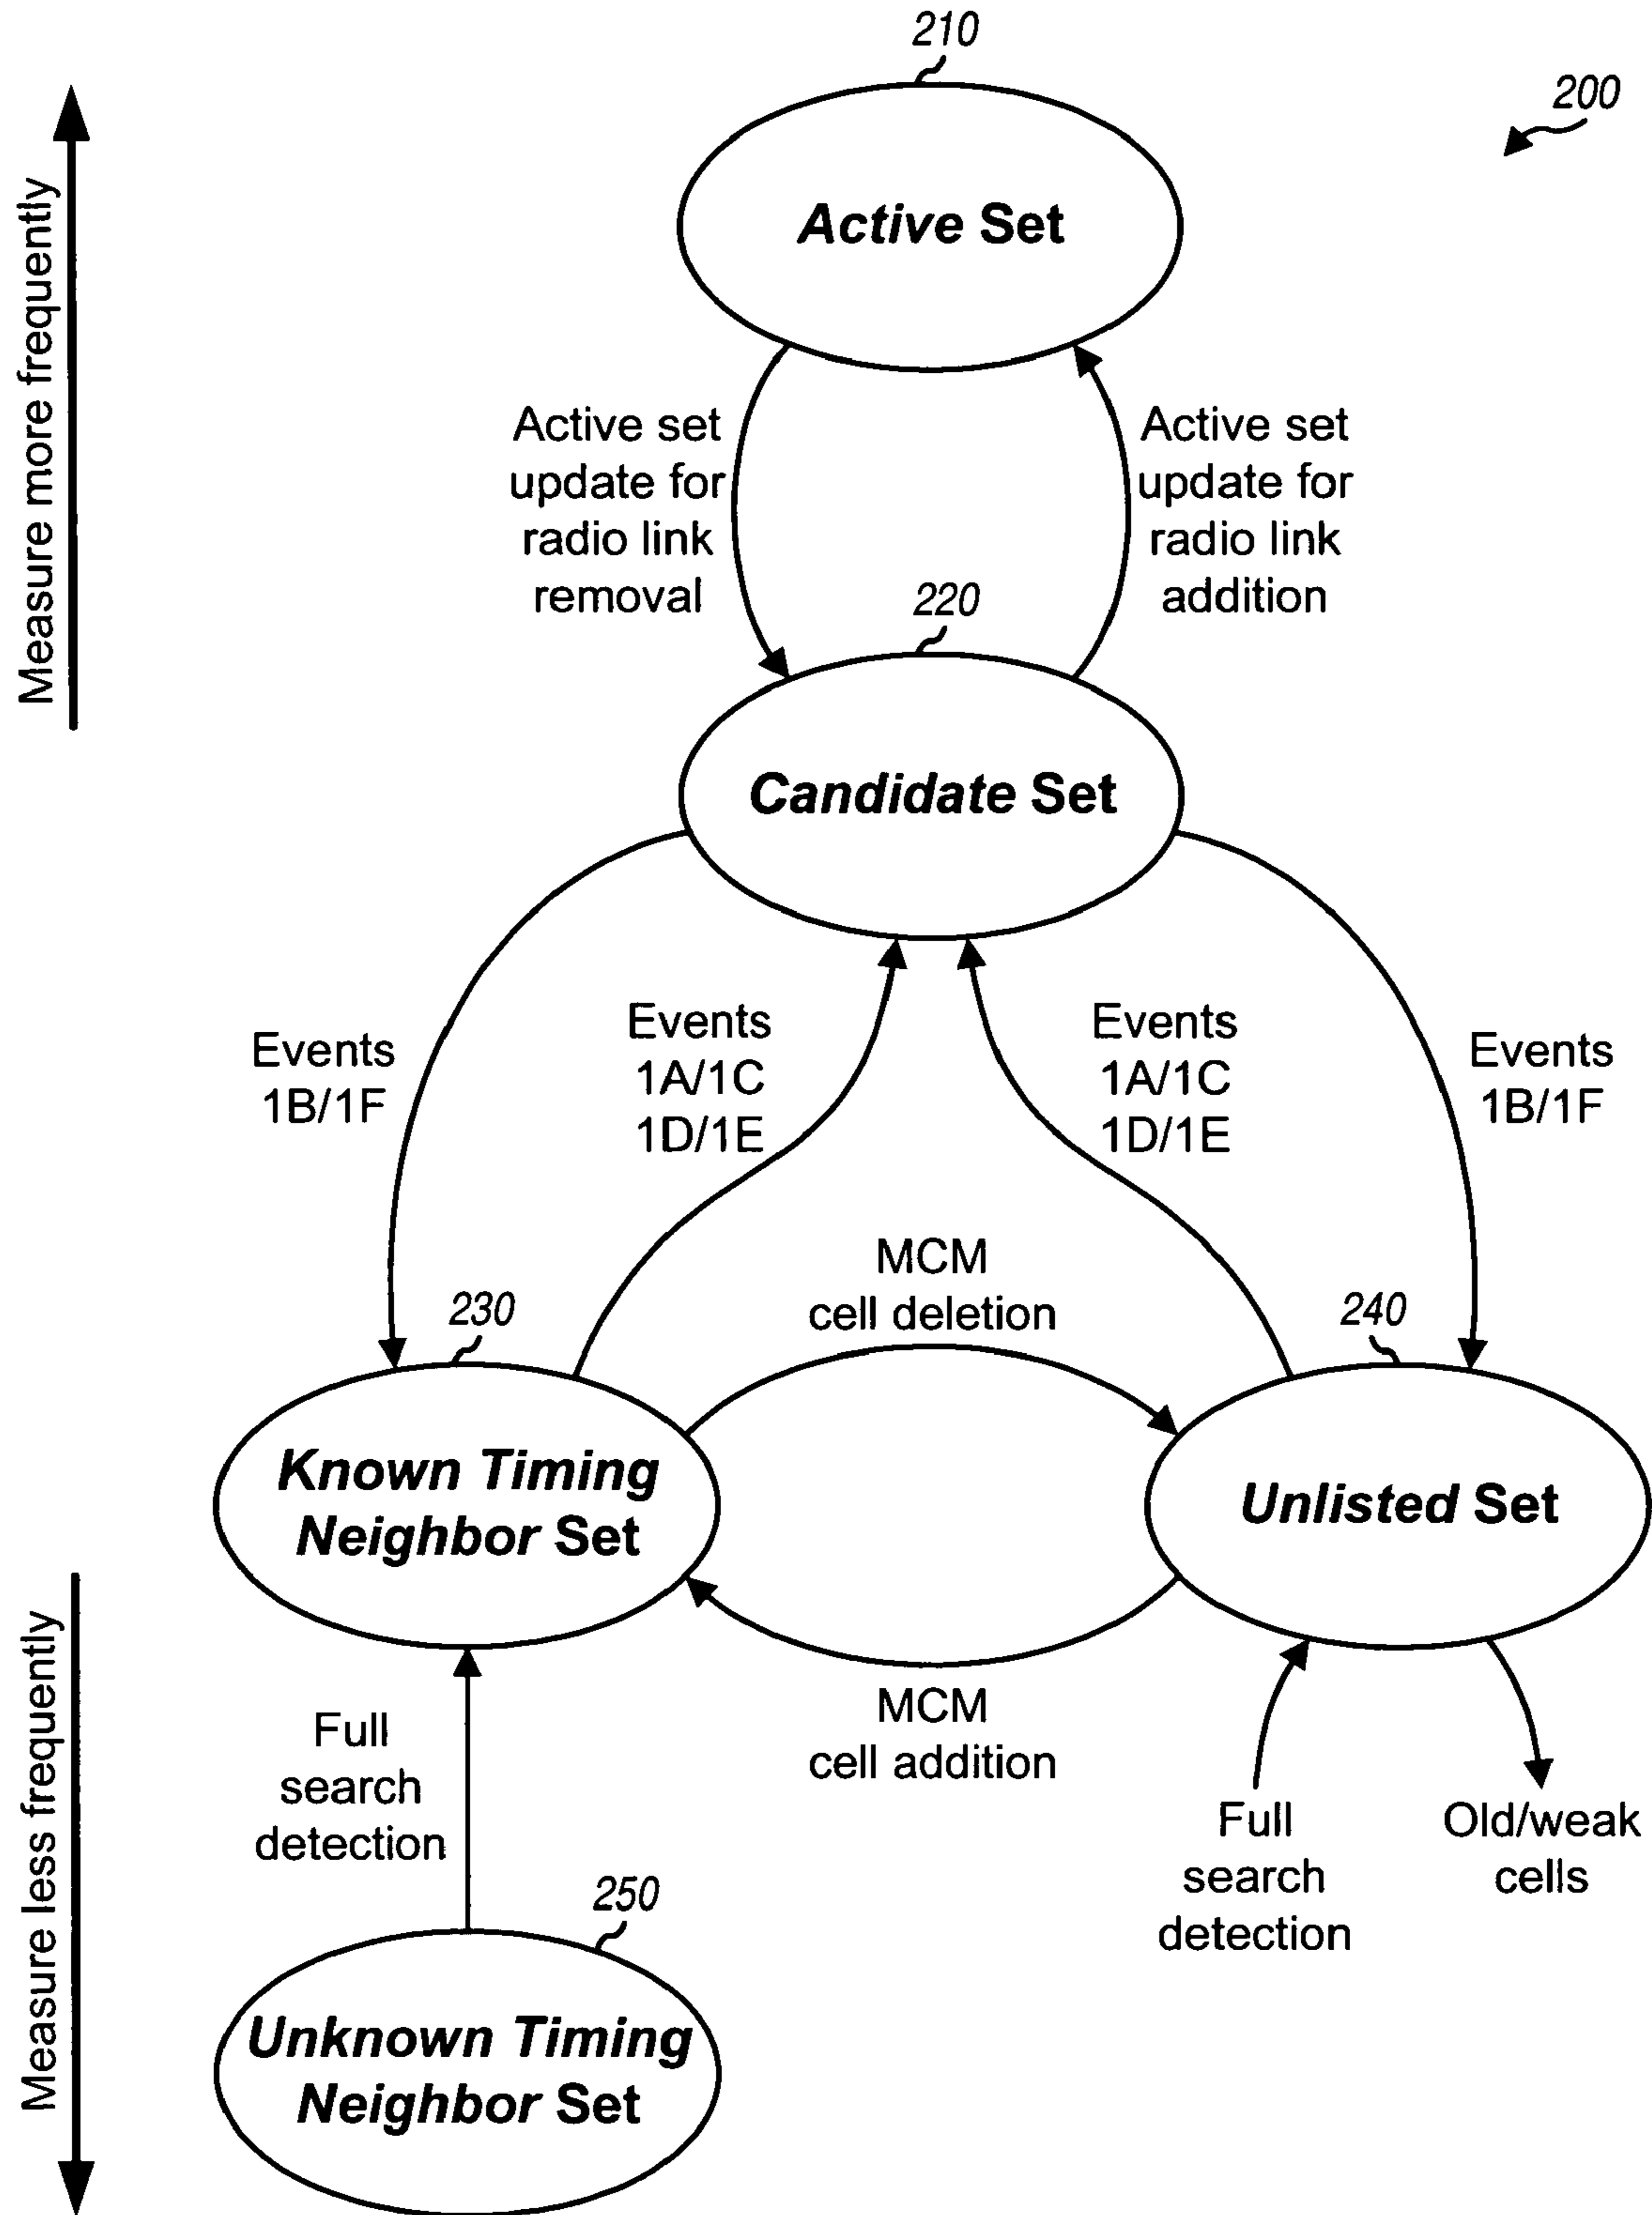 210
200
Measure more frequently
Active Set
Active set
update for
radio link
removal
Active set
update for
radio link
addition
220
Candidate Set
Events
1B/1F
Events
1A/1C
1D/1E
Events
1A/1C
1D/1E
Events
1B/1F
MCM
cell deletion
230
240
Known Timing
Neighbor Set
Unlisted Set
Measure less frequently
Full
search
detection
MCM
cell addition
Full
search
detection
Old/weak
cells
250
Unknown Timing
Neighbor Set